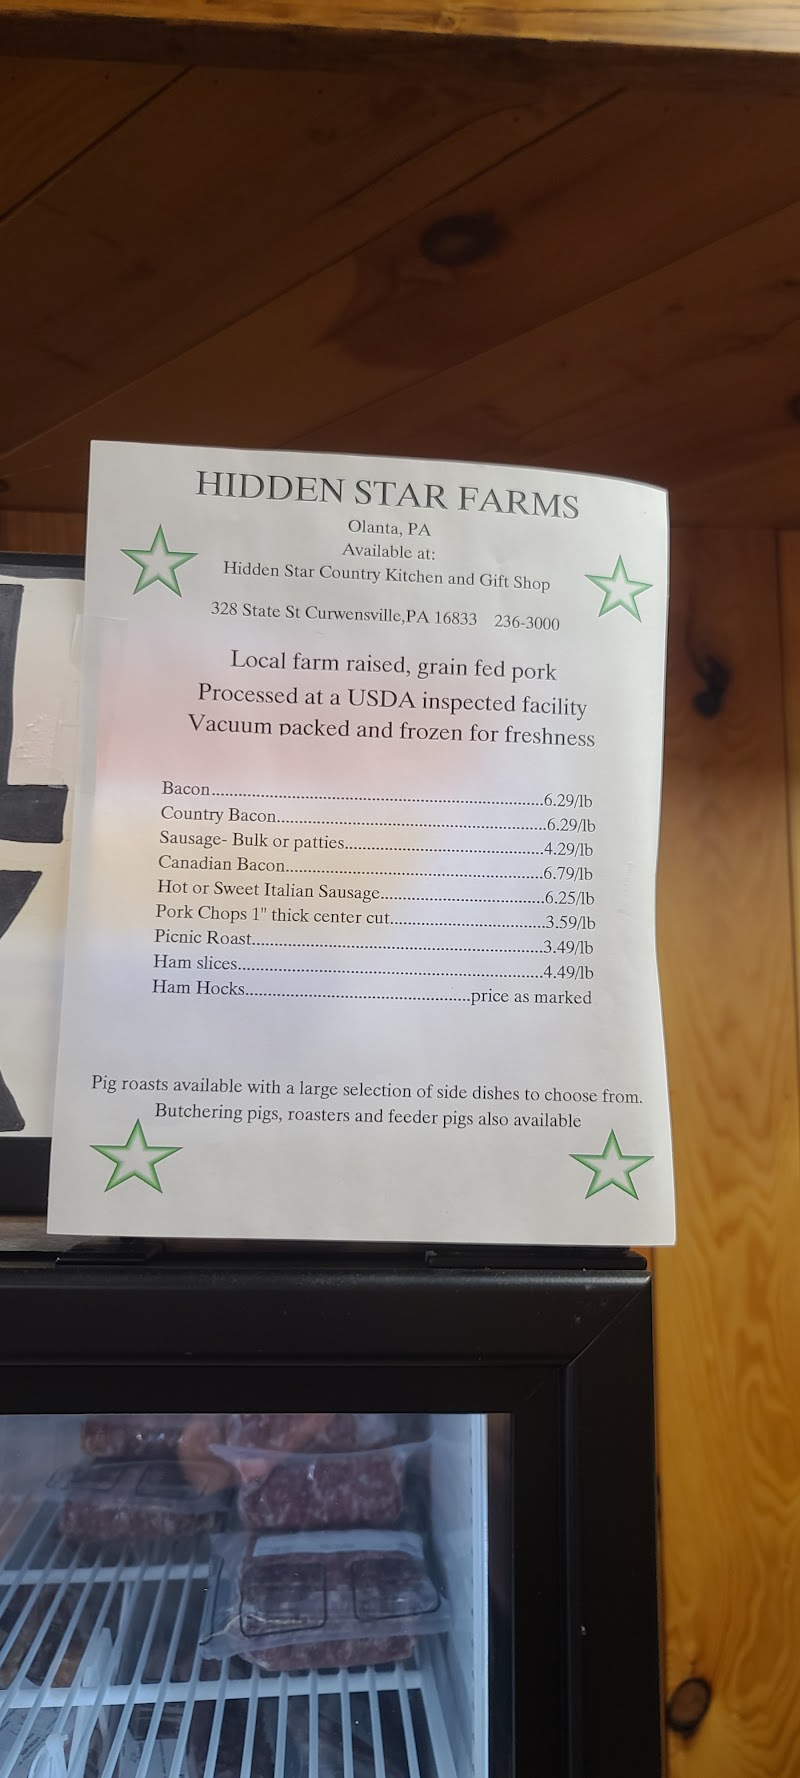 HIDDEN STAR FARMS
Olanta, PA
Available at:
Hidden Star Country Kitchen and Gift Shop
328 State St Curwensville,PA 16833 236-3000
Local farm raised, grain fed pork
Processed at a USDA inspected facility
Vacuum packed and frozen for freshness
Bacon.......................................................................6.29/lb
Country Bacon..........................................................6.29/lb
Sausage- Bulk or patties...........................................4.29/lb
Canadian Bacon.......................................................6.79/lb
Hot or Sweet Italian Sausage...................................6.25/lb
Pork Chops 1" thick center cut.................................3.59/lb
Picnic Roast..............................................................3.49/lb
Ham slices.................................................................4.49/lb
Ham Hocks................................................price as marked
Pig roasts available with a large selection of side dishes to choose from.
Butchering pigs, roasters and feeder pigs also available